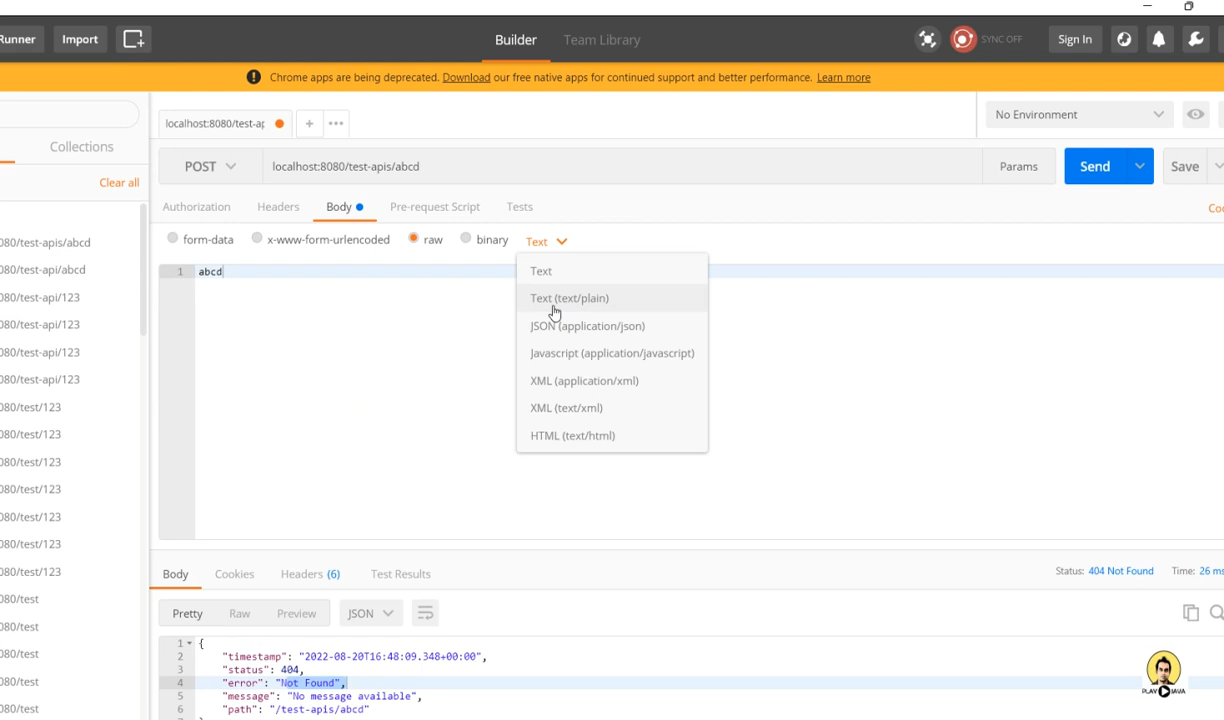 Runner
Import
Builder
Team Library
SYNC OFF
Sign In
Chrome apps are being deprecated. Download our free native apps for continued support and better performance. Learn more
localhost:8080/test-ap
+
No Environment
Collections
POST
localhost:8080/test-apis/abcd
Params
Send
Save
Clear all
Authorization
Headers
Body
Pre-request Script
Tests
Coo
form-data
x-www-form-urlencoded
raw
binary
Text
1 abcd
Text
Text (text/plain)
JSON (application/json)
Javascript (application/javascript)
XML (application/xml)
XML (text/xml)
HTML (text/html)
080/test-apis/abcd
080/test-api/abcd
080/test-api/123
080/test-api/123
080/test-api/123
080/test-api/123
080/test/123
080/test/123
080/test/123
080/test/123
080/test/123
080/test/123
080/test/123
080/test
080/test
080/test
080/test
080/test
Body
Cookies
Headers (6)
Test Results
Status: 404 Not Found
Time: 26 ms
Pretty
Raw
Preview
JSON
1 {
2 "timestamp": "2022-08-20T16:48:09.348+00:00",
3 "status": 404,
4 "error": "Not Found",
5 "message": "No message available",
6 "path": "/test-apis/abcd"
7 }
PLAY JAVA